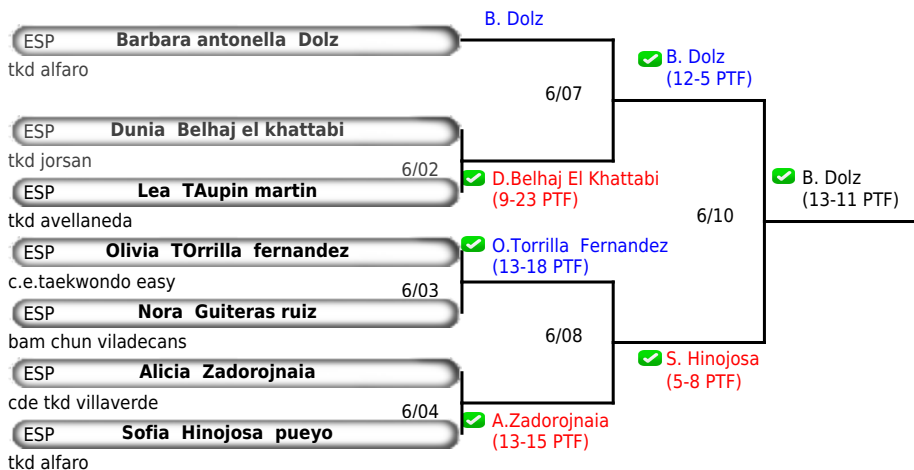 B. Dolz
ESP Barbara antonella Dolz
tkd alfaro
B. Dolz
(12-5 PTF)
6/07
ESP Dunia Belhaj el khattabi
tkd jorsan
6/02
D.Belhaj El Khattabi
(9-23 PTF)
ESP Lea TAupin martin
tkd avellaneda
B. Dolz
(13-11 PTF)
6/10
ESP Olivia TOrrilla fernandez
c.e.taekwondo easy
O.Torrilla Fernandez
(13-18 PTF)
6/03
ESP Nora Guiteras ruiz
bam chun viladecans
6/08
S. Hinojosa
(5-8 PTF)
ESP Alicia Zadorojnaia
cde tkd villaverde
6/04
A.Zadorojnaia
(13-15 PTF)
ESP Sofia Hinojosa pueyo
tkd alfaro